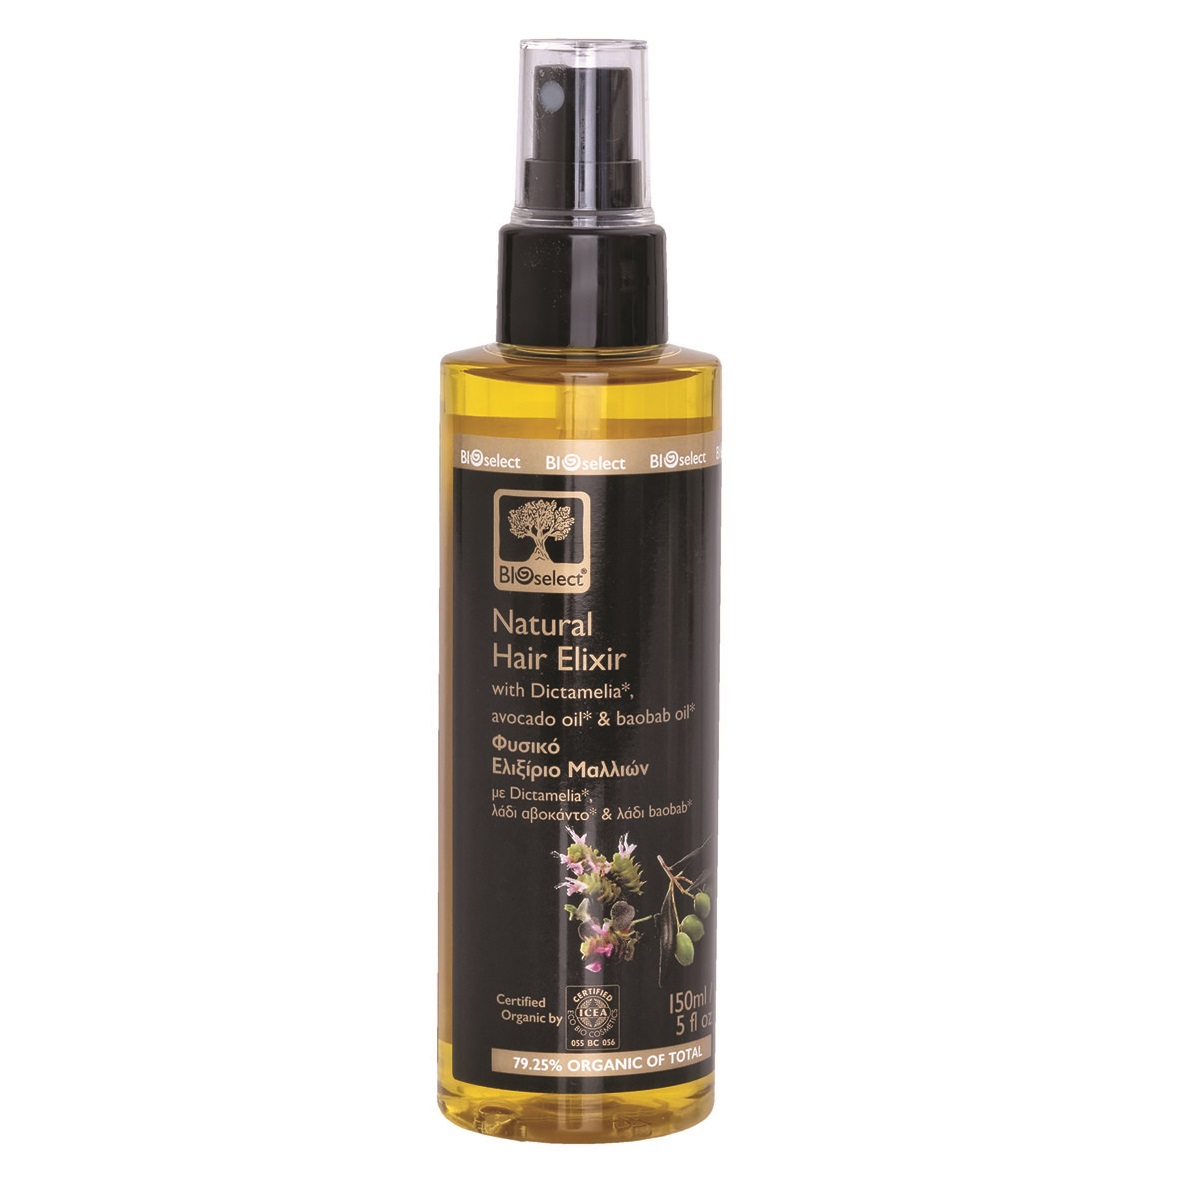 BIOselect BIOselect BIOselect
BIOselect®
Natural
Hair Elixir
with Dictamelia*,
avocado oil* & baobab oil*
Φυσικό
Ελιξίριο Μαλλιών
με Dictamelia*,
λάδι αβοκάντο* & λάδι baobab*
Certified
Organic by
CERTIFIED
ICEA
ECO BIO COSMETICS
055 BC 056
150ml /
5 fl oz
79.25% ORGANIC OF TOTAL